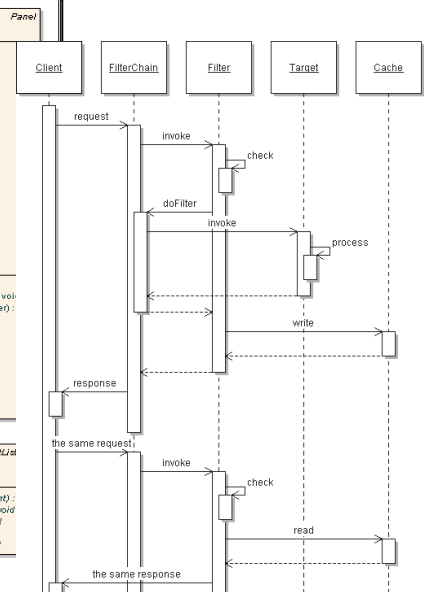 Panel
Client
FilterChain
Filter
Target
Cache
request
invoke
check
doFilter
invoke
process
write
response
the same request
invoke
check
read
the same response